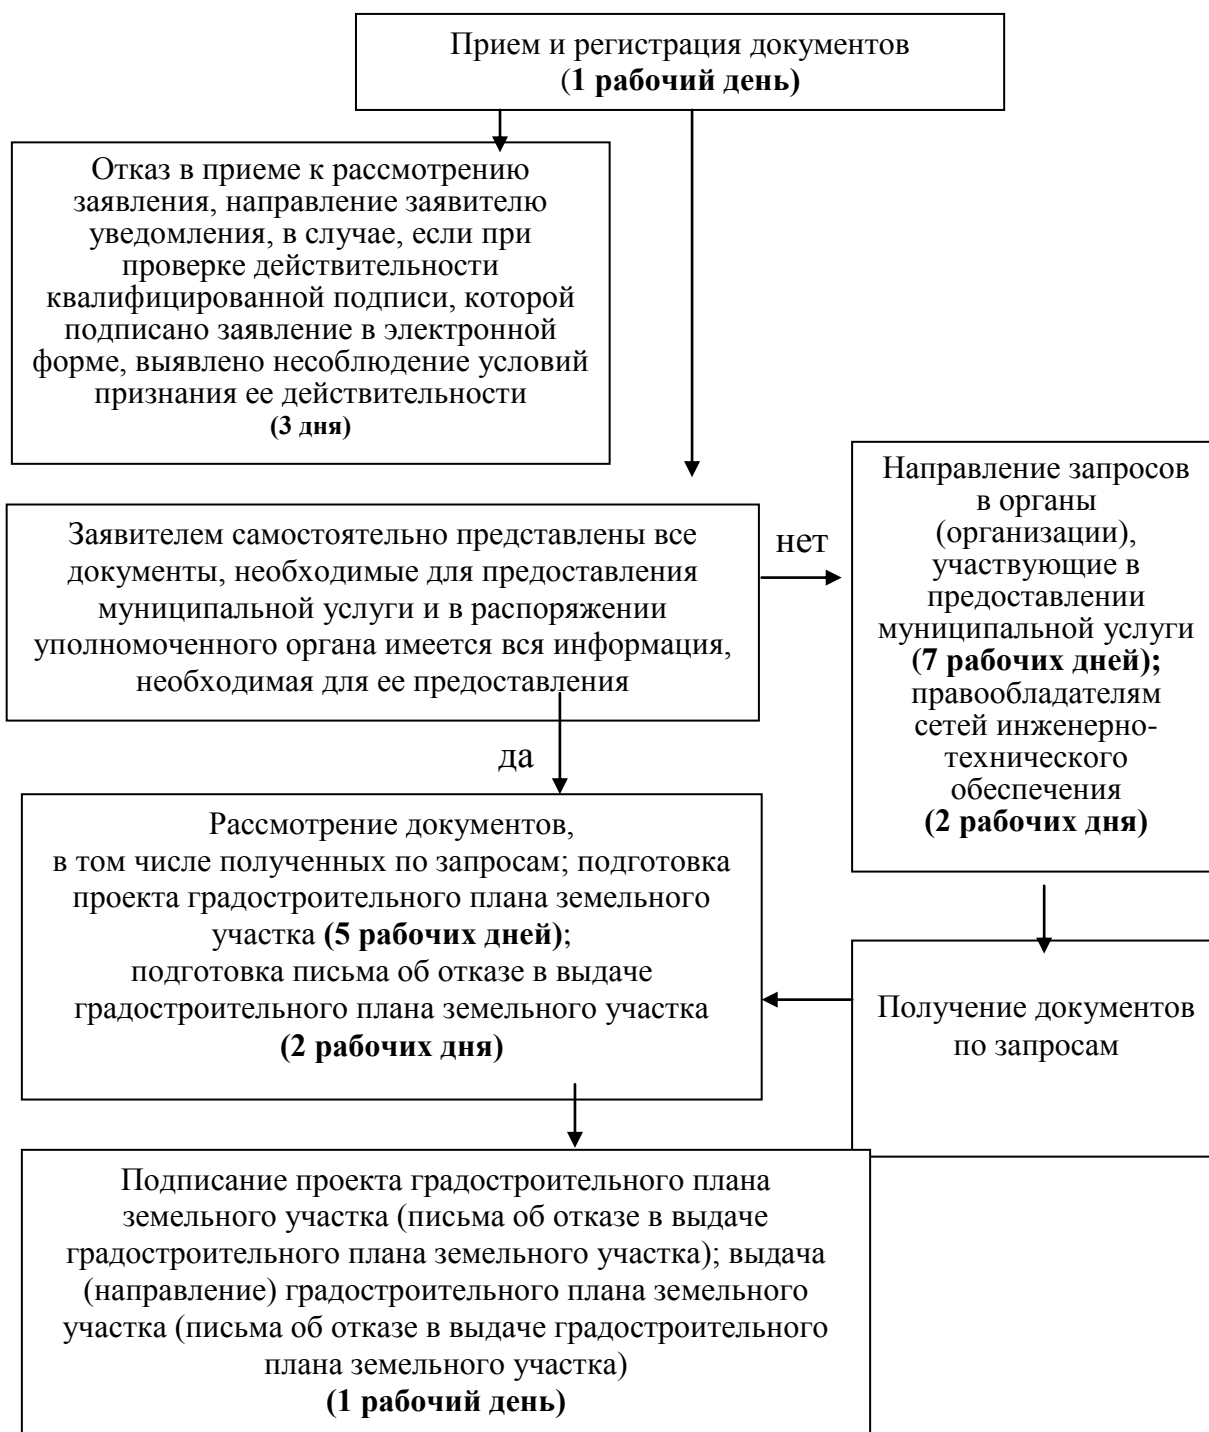 Прием и регистрация документов
(1 рабочий день)
Отказ в приеме к рассмотрению
заявления, направление заявителю
уведомления, в случае, если при
проверке действительности
квалифицированной подписи, которой
подписано заявление в электронной
форме, выявлено несоблюдение условий
признания ее действительности
(3 дня)
Заявителем самостоятельно представлены все
документы, необходимые для предоставления
муниципальной услуги и в распоряжении
уполномоченного органа имеется вся информация,
необходимая для ее предоставления
нет
Направление запросов
в органы
(организации),
участвующие в
предоставлении
муниципальной услуги
(7 рабочих дней);
правообладателям
сетей инженерно-
технического
обеспечения
(2 рабочих дня)
да
Рассмотрение документов,
в том числе полученных по запросам; подготовка
проекта градостроительного плана земельного
участка (5 рабочих дней);
подготовка письма об отказе в выдаче
градостроительного плана земельного участка
(2 рабочих дня)
Получение документов
по запросам
Подписание проекта градостроительного плана
земельного участка (письма об отказе в выдаче
градостроительного плана земельного участка); выдача
(направление) градостроительного плана земельного
участка (письма об отказе в выдаче градостроительного
плана земельного участка)
(1 рабочий день)